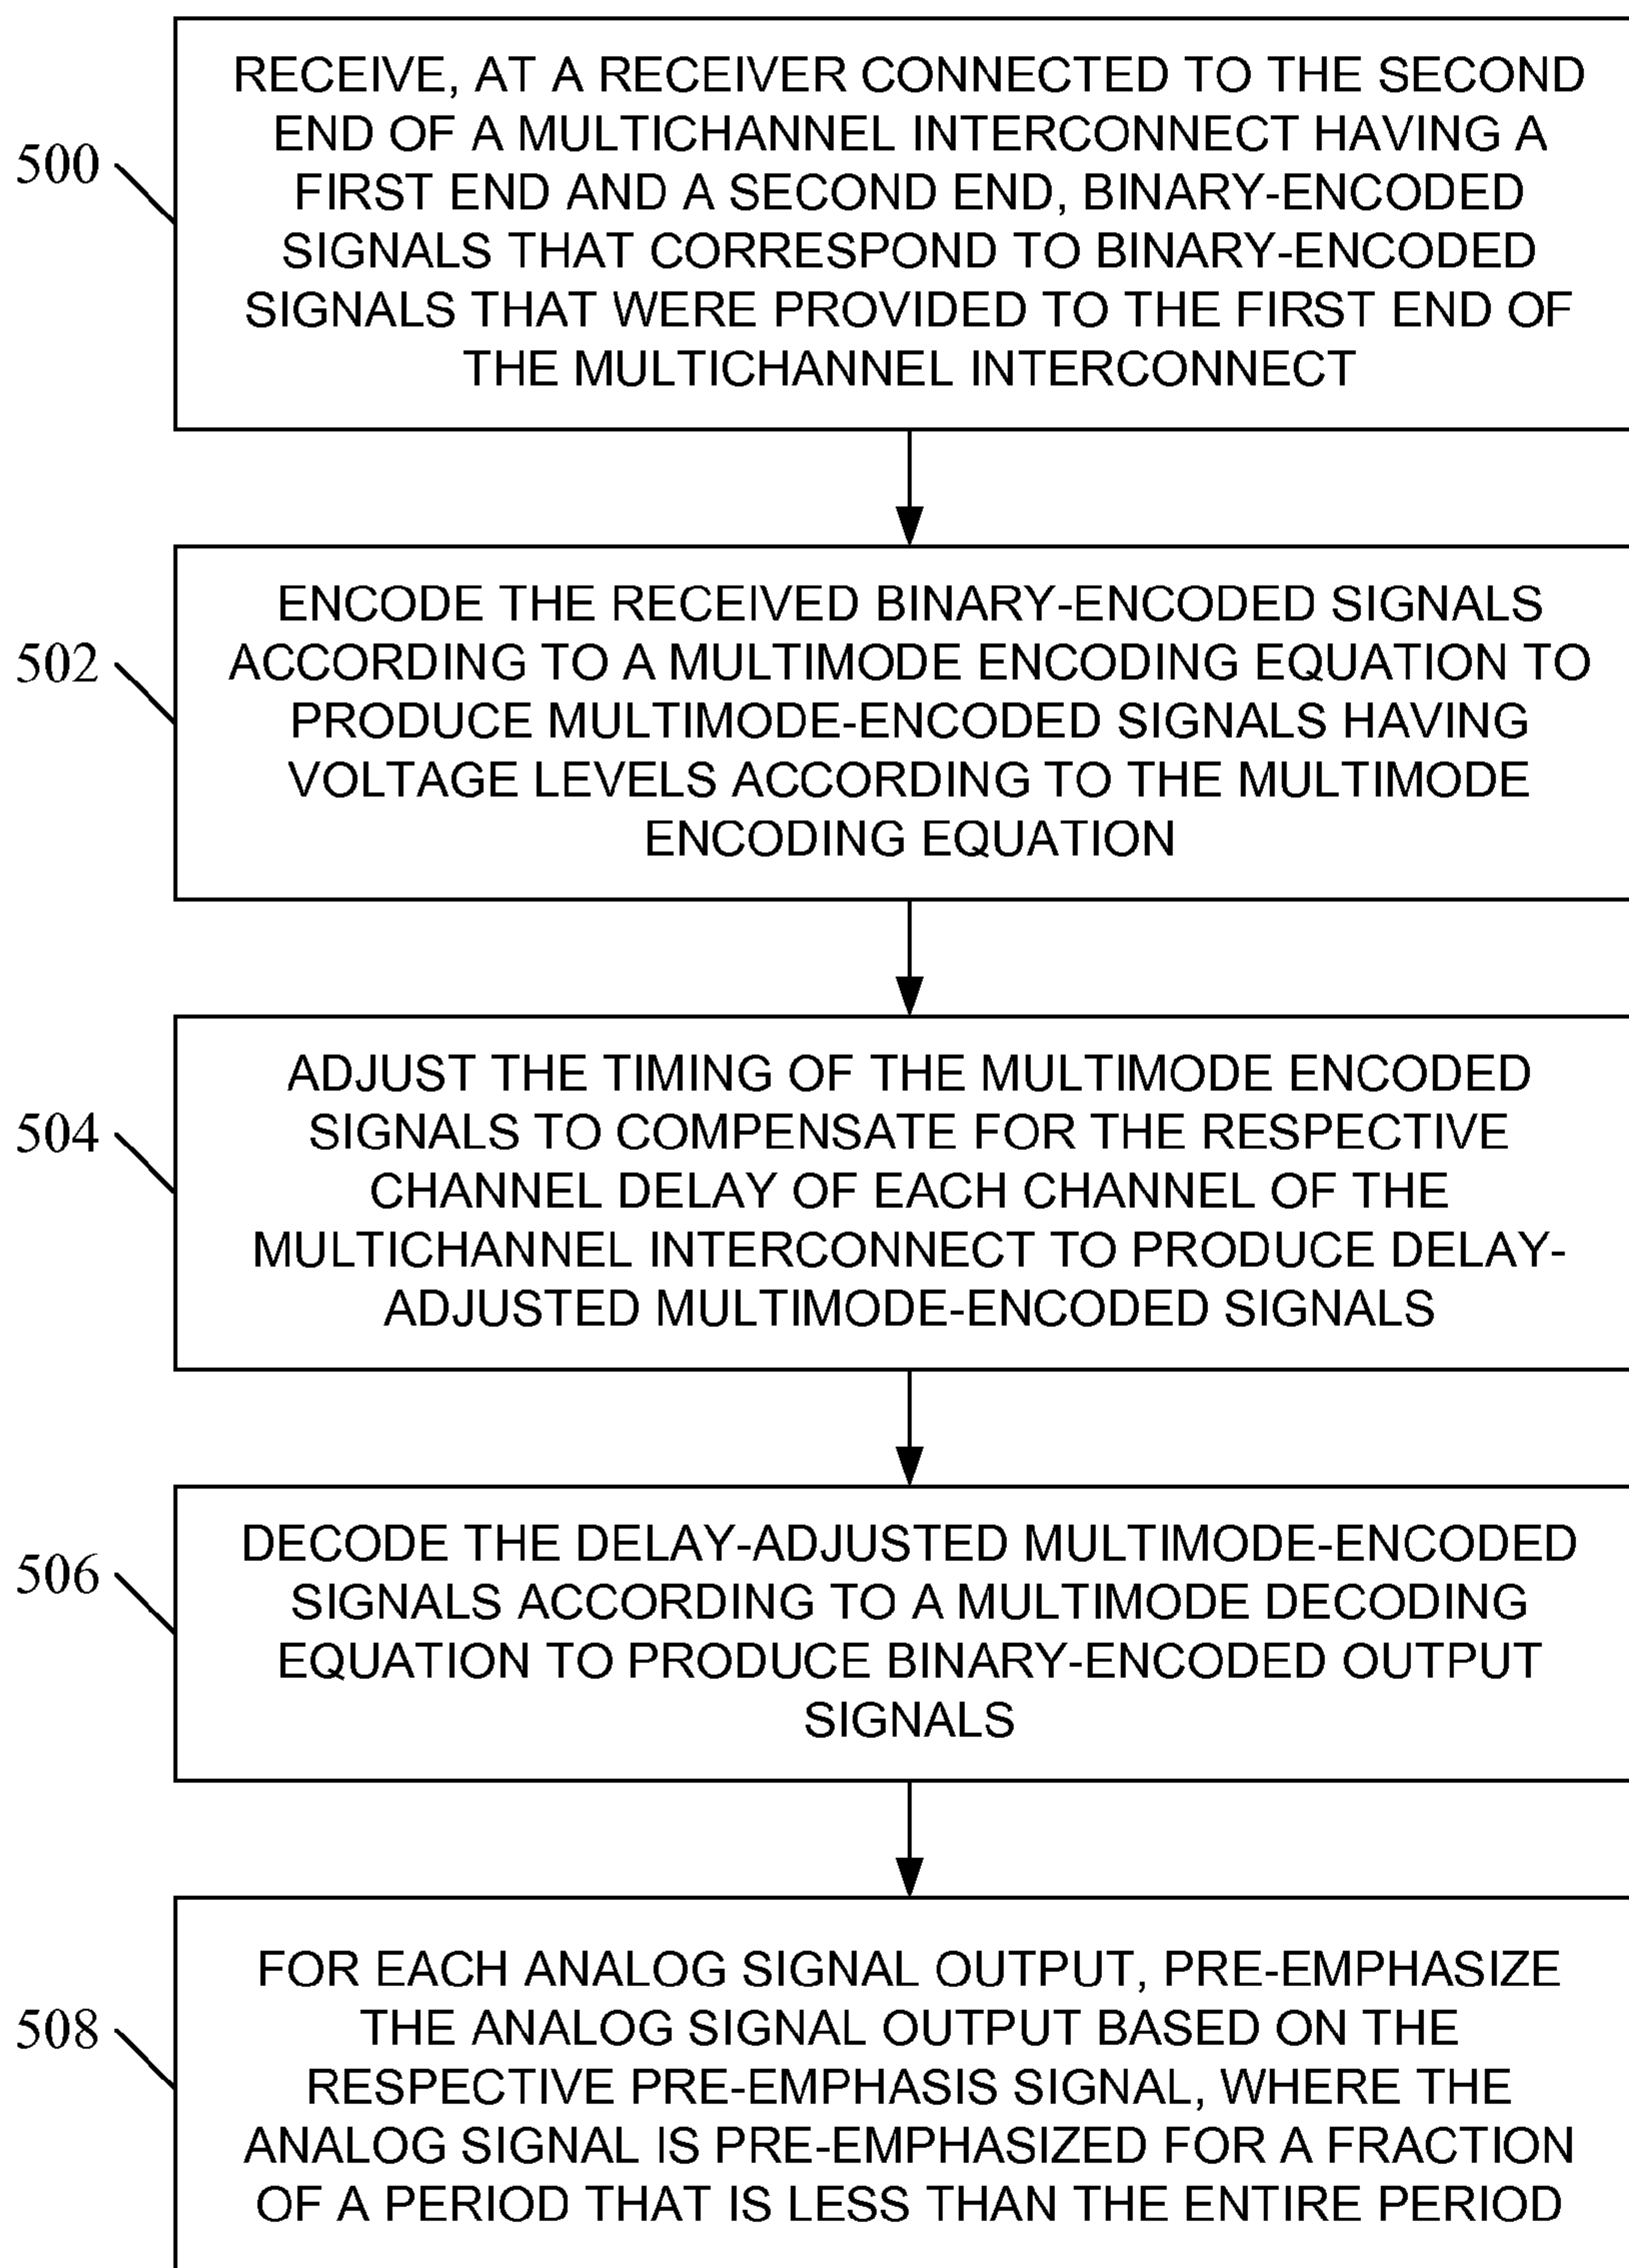 RECEIVE, AT A RECEIVER CONNECTED TO THE SECOND
END OF A MULTICHANNEL INTERCONNECT HAVING A
FIRST END AND A SECOND END, BINARY-ENCODED
SIGNALS THAT CORRESPOND TO BINARY-ENCODED
SIGNALS THAT WERE PROVIDED TO THE FIRST END OF
THE MULTICHANNEL INTERCONNECT
500
ENCODE THE RECEIVED BINARY-ENCODED SIGNALS
ACCORDING TO A MULTIMODE ENCODING EQUATION TO
PRODUCE MULTIMODE-ENCODED SIGNALS HAVING
VOLTAGE LEVELS ACCORDING TO THE MULTIMODE
ENCODING EQUATION
502
ADJUST THE TIMING OF THE MULTIMODE ENCODED
SIGNALS TO COMPENSATE FOR THE RESPECTIVE
CHANNEL DELAY OF EACH CHANNEL OF THE
MULTICHANNEL INTERCONNECT TO PRODUCE DELAY-
ADJUSTED MULTIMODE-ENCODED SIGNALS
504
DECODE THE DELAY-ADJUSTED MULTIMODE-ENCODED
SIGNALS ACCORDING TO A MULTIMODE DECODING
EQUATION TO PRODUCE BINARY-ENCODED OUTPUT
SIGNALS
506
FOR EACH ANALOG SIGNAL OUTPUT, PRE-EMPHASIZE
THE ANALOG SIGNAL OUTPUT BASED ON THE
RESPECTIVE PRE-EMPHASIS SIGNAL, WHERE THE
ANALOG SIGNAL IS PRE-EMPHASIZED FOR A FRACTION
OF A PERIOD THAT IS LESS THAN THE ENTIRE PERIOD
508